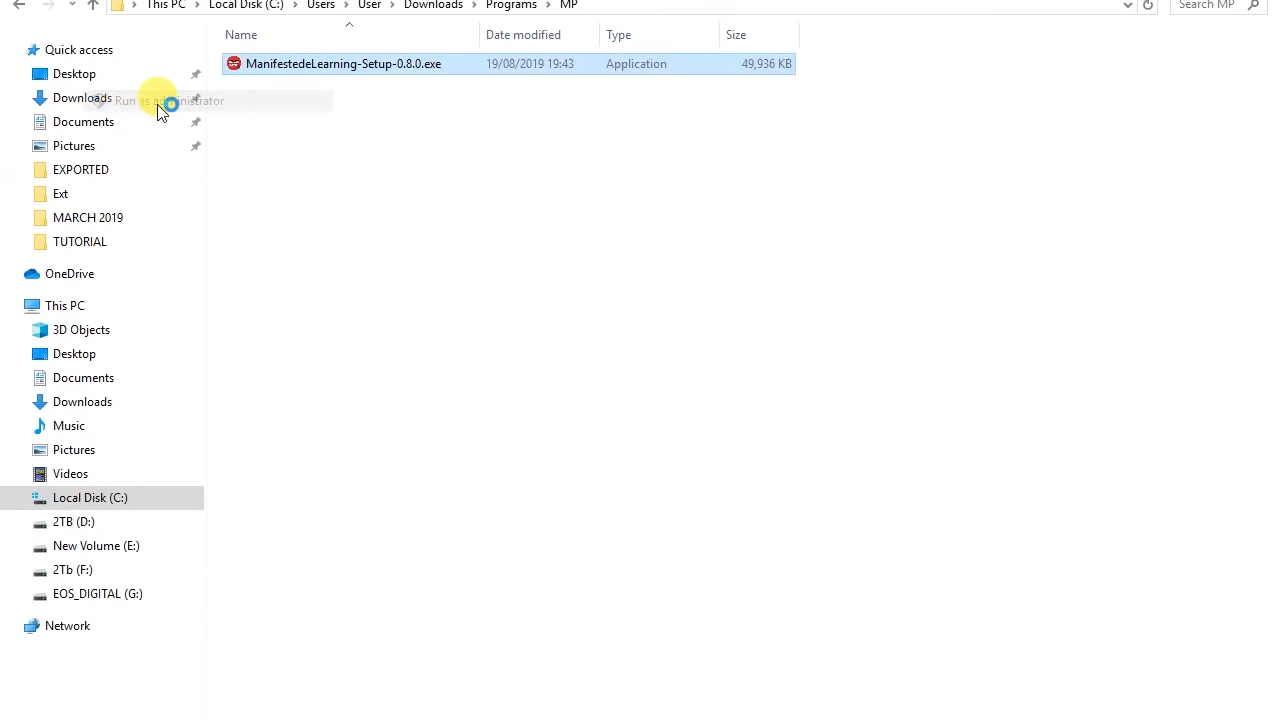 This PC > Local Disk (C:) > Users > User > Downloads > Programs > MP
Search MP
Name Date modified Type Size
ManifestedeLearning-Setup-0.8.0.exe 19/08/2019 19:43 Application 49,936 KB
Quick access
Desktop
Downloads
Run as administrator
Documents
Pictures
EXPORTED
Ext
MARCH 2019
TUTORIAL
OneDrive
This PC
3D Objects
Desktop
Documents
Downloads
Music
Pictures
Videos
Local Disk (C:)
2TB (D:)
New Volume (E:)
2Tb (F:)
EOS_DIGITAL (G:)
Network